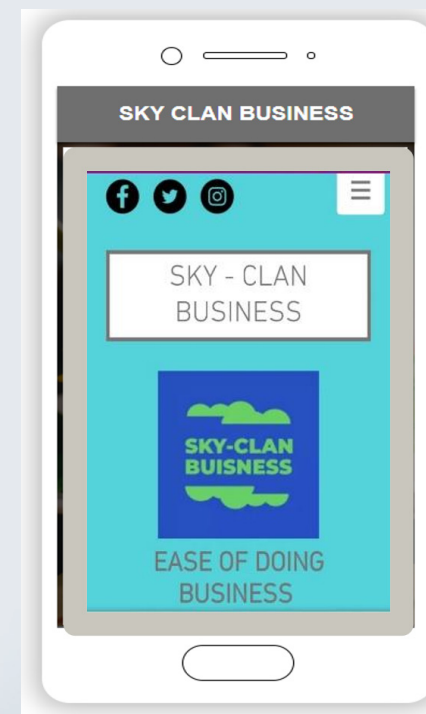 SKY CLAN BUSINESS
SKY - CLAN
BUSINESS
SKY-CLAN
BUISNESS
EASE OF DOING
BUSINESS